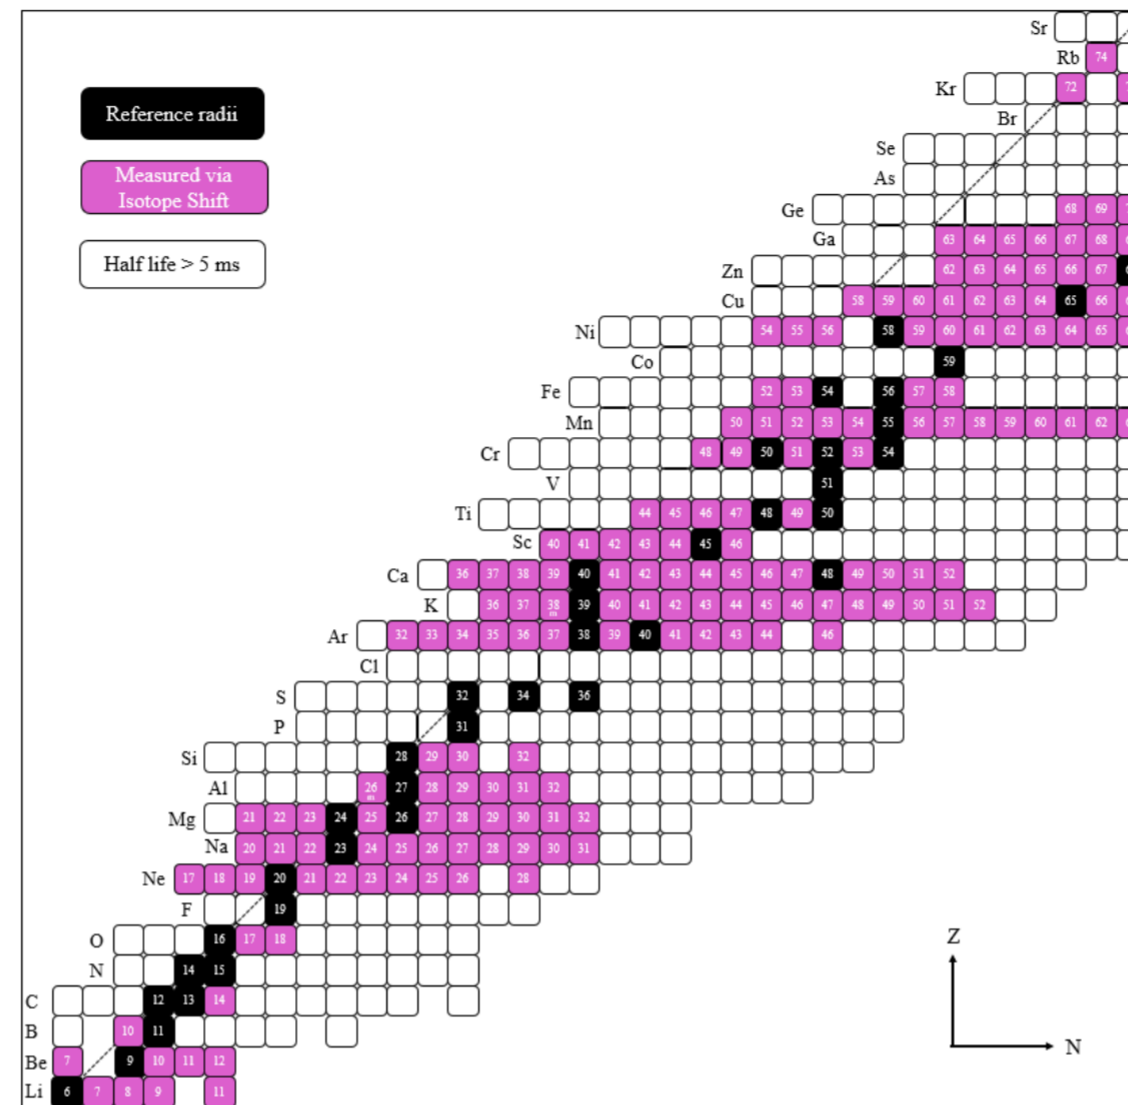 Sr
Rb 74
Kr 72 7
Br
Reference radii
Se
As
Measured via
Isotope Shift
Ge 68 69 7
Ga 63 64 65 66 67 68
Half life > 5 ms
Zn 62 63 64 65 66 67
Cu 58 59 60 61 62 63 64 65 66
Ni 54 55 56 58 59 60 61 62 63 64 65
Co 59
Fe 52 53 54 56 57 58
Mn 50 51 52 53 54 55 56 57 58 59 60 61 62
Cr 48 49 50 51 52 53 54
V 51
Ti 44 45 46 47 48 49 50
Sc 40 41 42 43 44 45 46
Ca 36 37 38 39 40 41 42 43 44 45 46 47 48 49 50 51 52
K 36 37 38 m 39 40 41 42 43 44 45 46 47 48 49 50 51 52
Ar 32 33 34 35 36 37 38 39 40 41 42 43 44 46
Cl
S 32 34 36
P 31
Si 28 29 30 32
Al 26 m 27 28 29 30 31 32
Mg 21 22 23 24 25 26 27 28 29 30 31 32
Na 20 21 22 23 24 25 26 27 28 29 30 31
Ne 17 18 19 20 21 22 23 24 25 26 28
F 19
O 16 17 18
N 14 15
C 12 13 14
B 10 11
Be 7 9 10 11 12
Li 6 7 8 9 11
Z
N